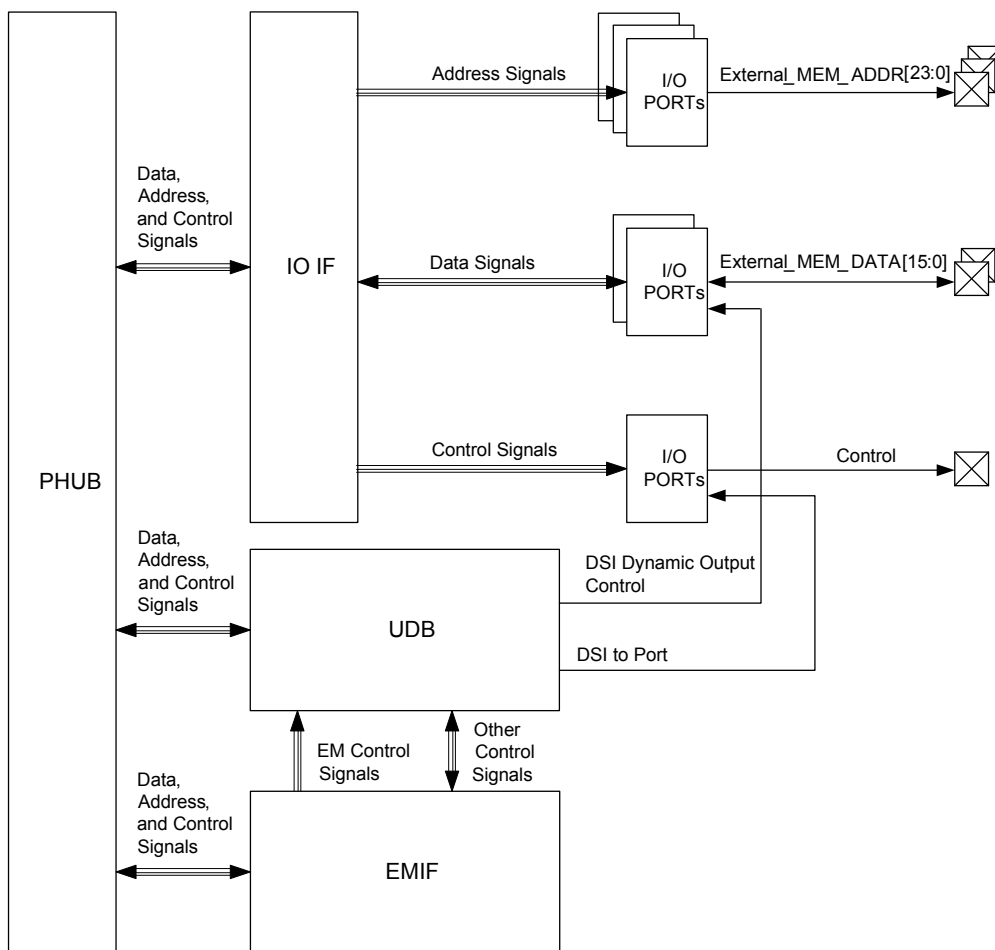 Address Signals
I/O
PORTs
External_MEM_ADDR[23:0]
Data,
Address,
and Control
Signals
IO IF
Data Signals
I/O
PORTs
External_MEM_DATA[15:0]
Control Signals
I/O
PORTs
Control
PHUB
Data,
Address,
and Control
Signals
UDB
DSI Dynamic Output
Control
DSI to Port
EM Control
Signals
Other
Control
Signals
Data,
Address,
and Control
Signals
EMIF